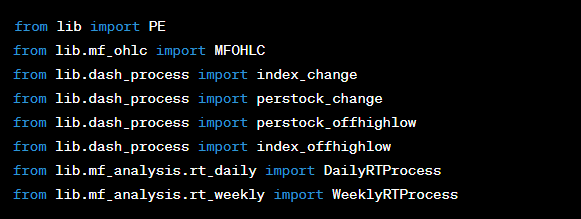 from lib import PE
from lib.mf_ohlc import MFOHLC
from lib.dash_process import index_change
from lib.dash_process import perstock_change
from lib.dash_process import perstock_offhighlow
from lib.dash_process import index_offhighlow
from lib.mf_analysis.rt_daily import DailyRTProcess
from lib.mf_analysis.rt_weekly import WeeklyRTProcess